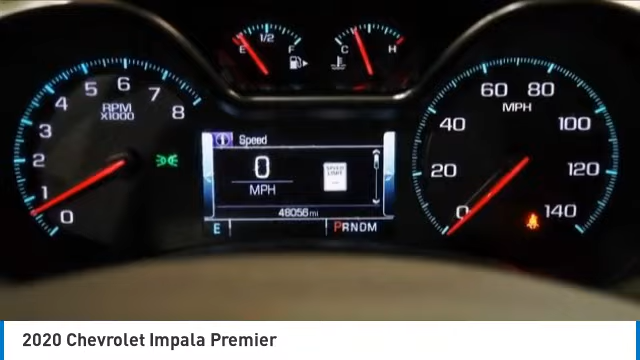 E 1/2 F
C H
RPM
X1000
0 1 2 3 4 5 6 7 8
Speed
0
MPH
SPEED
LIMIT
--
48056 mi
E PRNDM
MPH
0 20 40 60 80 100 120 140
2020 Chevrolet Impala Premier